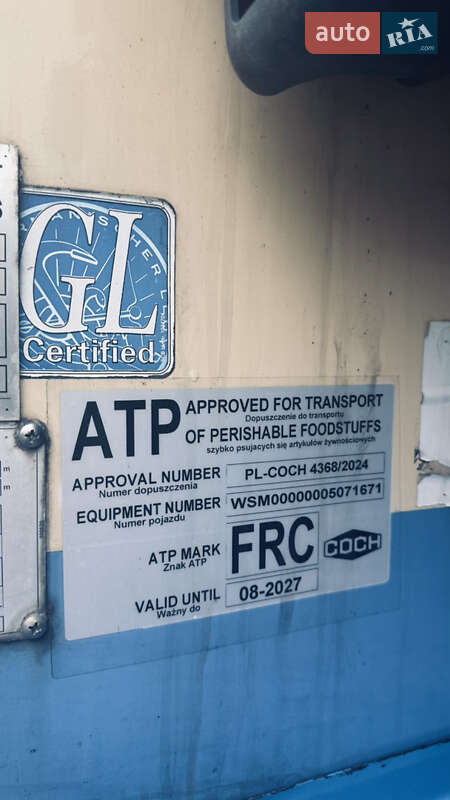 auto RIA
.com
GL
Certified
ATP
APPROVED FOR TRANSPORT
Dopuszczenie do transportu
OF PERISHABLE FOODSTUFFS
szybko psujących się artykułów żywnościowych
APPROVAL NUMBER PL-COCH 4368/2024
Numer dopuszczenia
EQUIPMENT NUMBER WSM00000005071671
Numer pojazdu
ATP MARK FRC COCH
Znak ATP
VALID UNTIL 08-2027
Ważny do